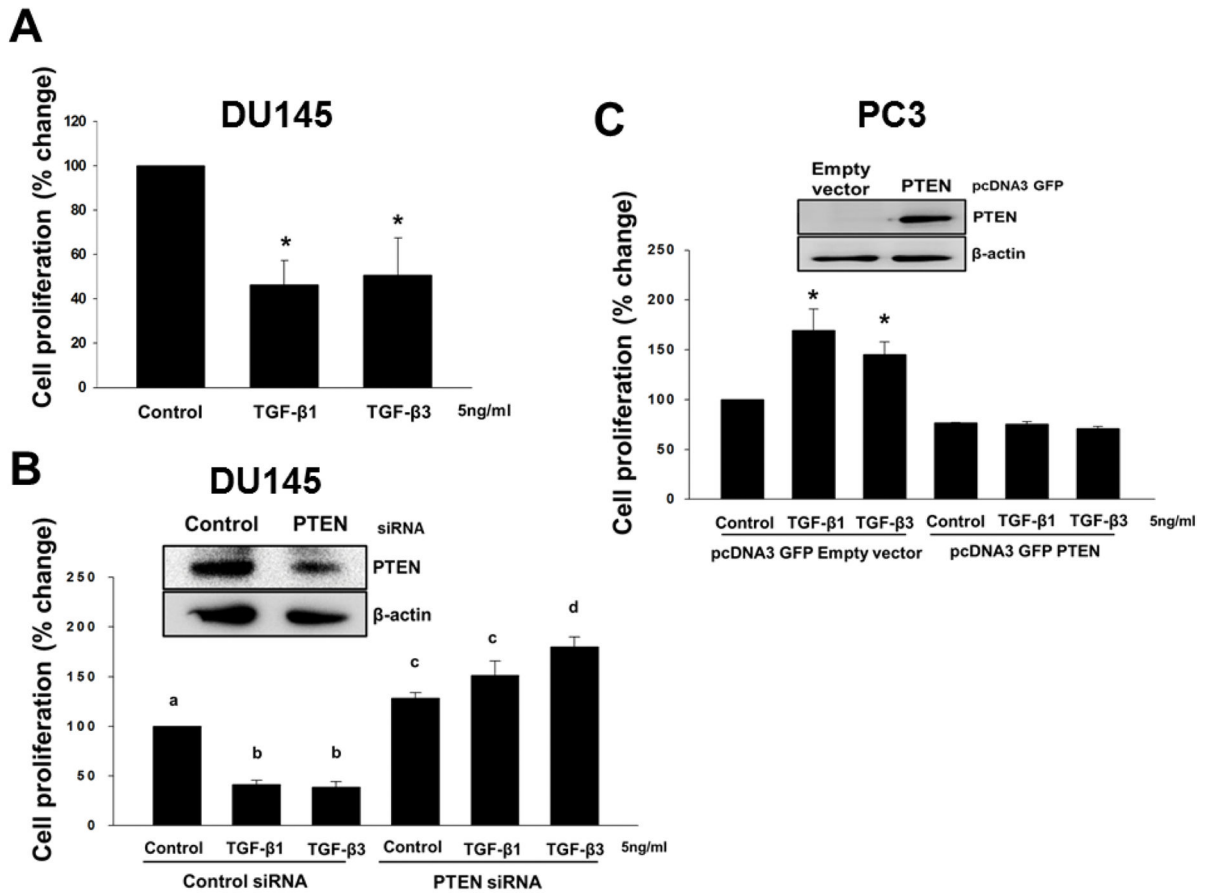 A
DU145
Cell proliferation (% change)
120
100
80
60
40
20
0
*
*
Control TGF-β1 TGF-β3 5ng/ml
B
DU145
Control PTEN siRNA
PTEN
β-actin
Cell proliferation (% change)
250
200
150
100
50
0
a
b
b
c
c
d
Control TGF-β1 TGF-β3 Control TGF-β1 TGF-β3 5ng/ml
Control siRNA PTEN siRNA
C
PC3
Empty
vector PTEN pcDNA3 GFP
PTEN
β-actin
Cell proliferation (% change)
250
200
150
100
50
0
*
*
Control TGF-β1 TGF-β3 Control TGF-β1 TGF-β3 5ng/ml
pcDNA3 GFP Empty vector pcDNA3 GFP PTEN